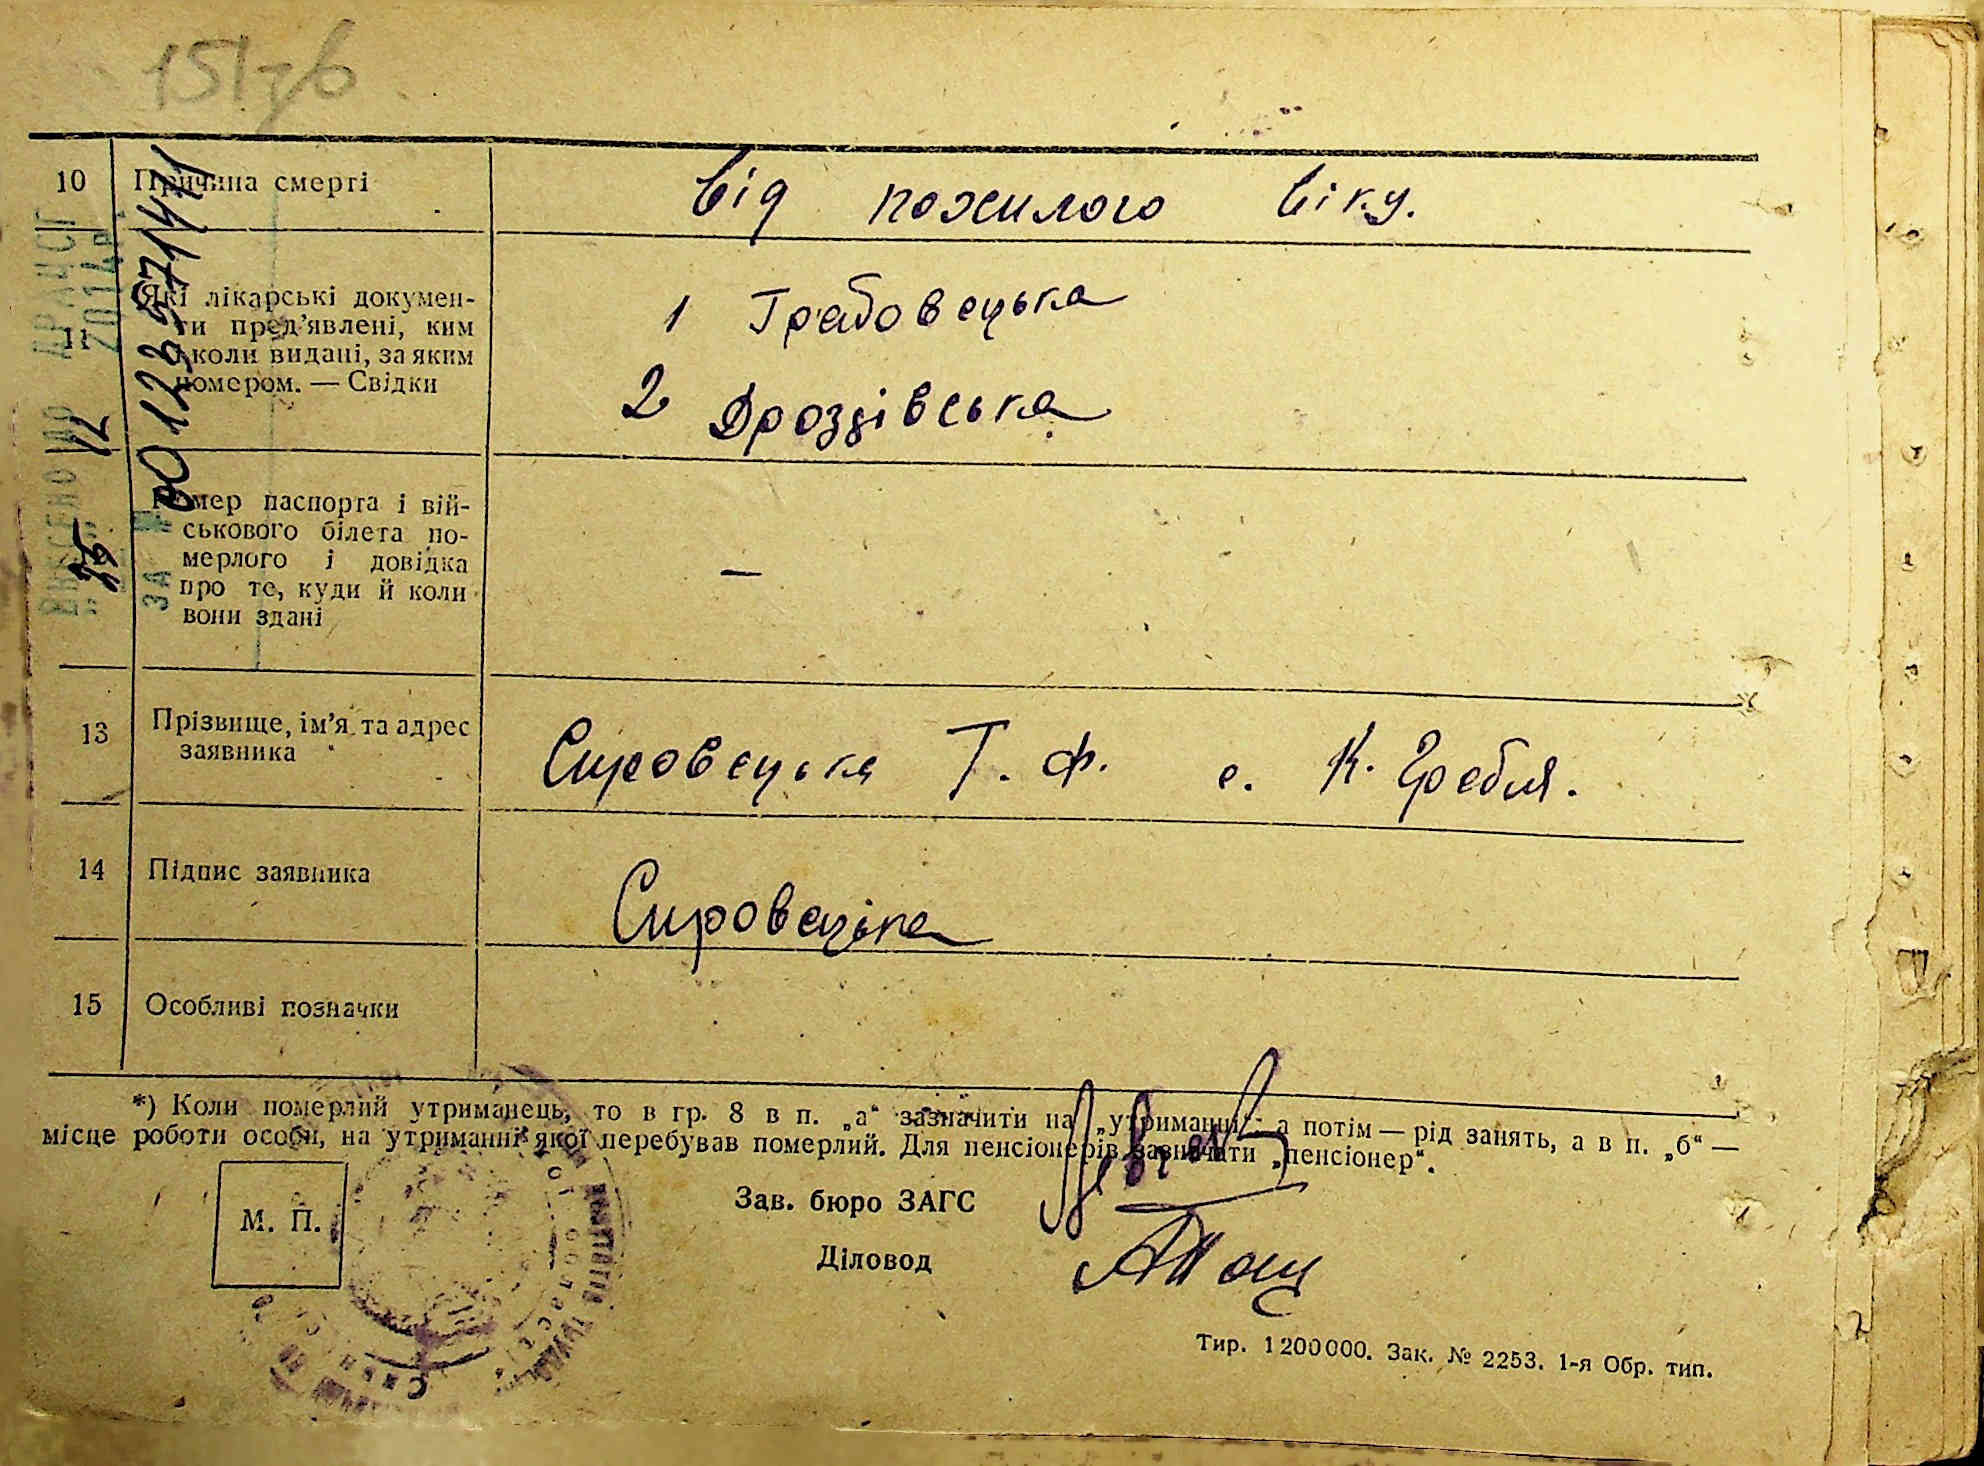 10 Причина смерті від похилого віку.
11 Які лікарські докумен-
ти пред’явлені, ким
і коли видані, за яким
номером. — Свідки
1 Грабовецька
2 Дроздівська
Номер паспорта і вій-
ськового білета по-
мерлого і довідка
про те, куди й коли
вони здані
—
13 Прізвище, ім’я та адрес
заявника
Сировецька Т. Ф. с. К. Гребля.
14 Підпис заявника Сировецька
15 Особливі позначки
*) Коли померлий утриманець, то в гр. 8 в п. „а“ зазначити на „утриманні“ а потім — рід занять, а в п. „б“ —
місце роботи особи, на утриманні якої перебував померлий. Для пенсіонерів зазначати „пенсіонер“.
М. П.
Зав. бюро ЗАГС
Діловод
Тир. 1200000. Зак. № 2253. 1-я Обр. тип.